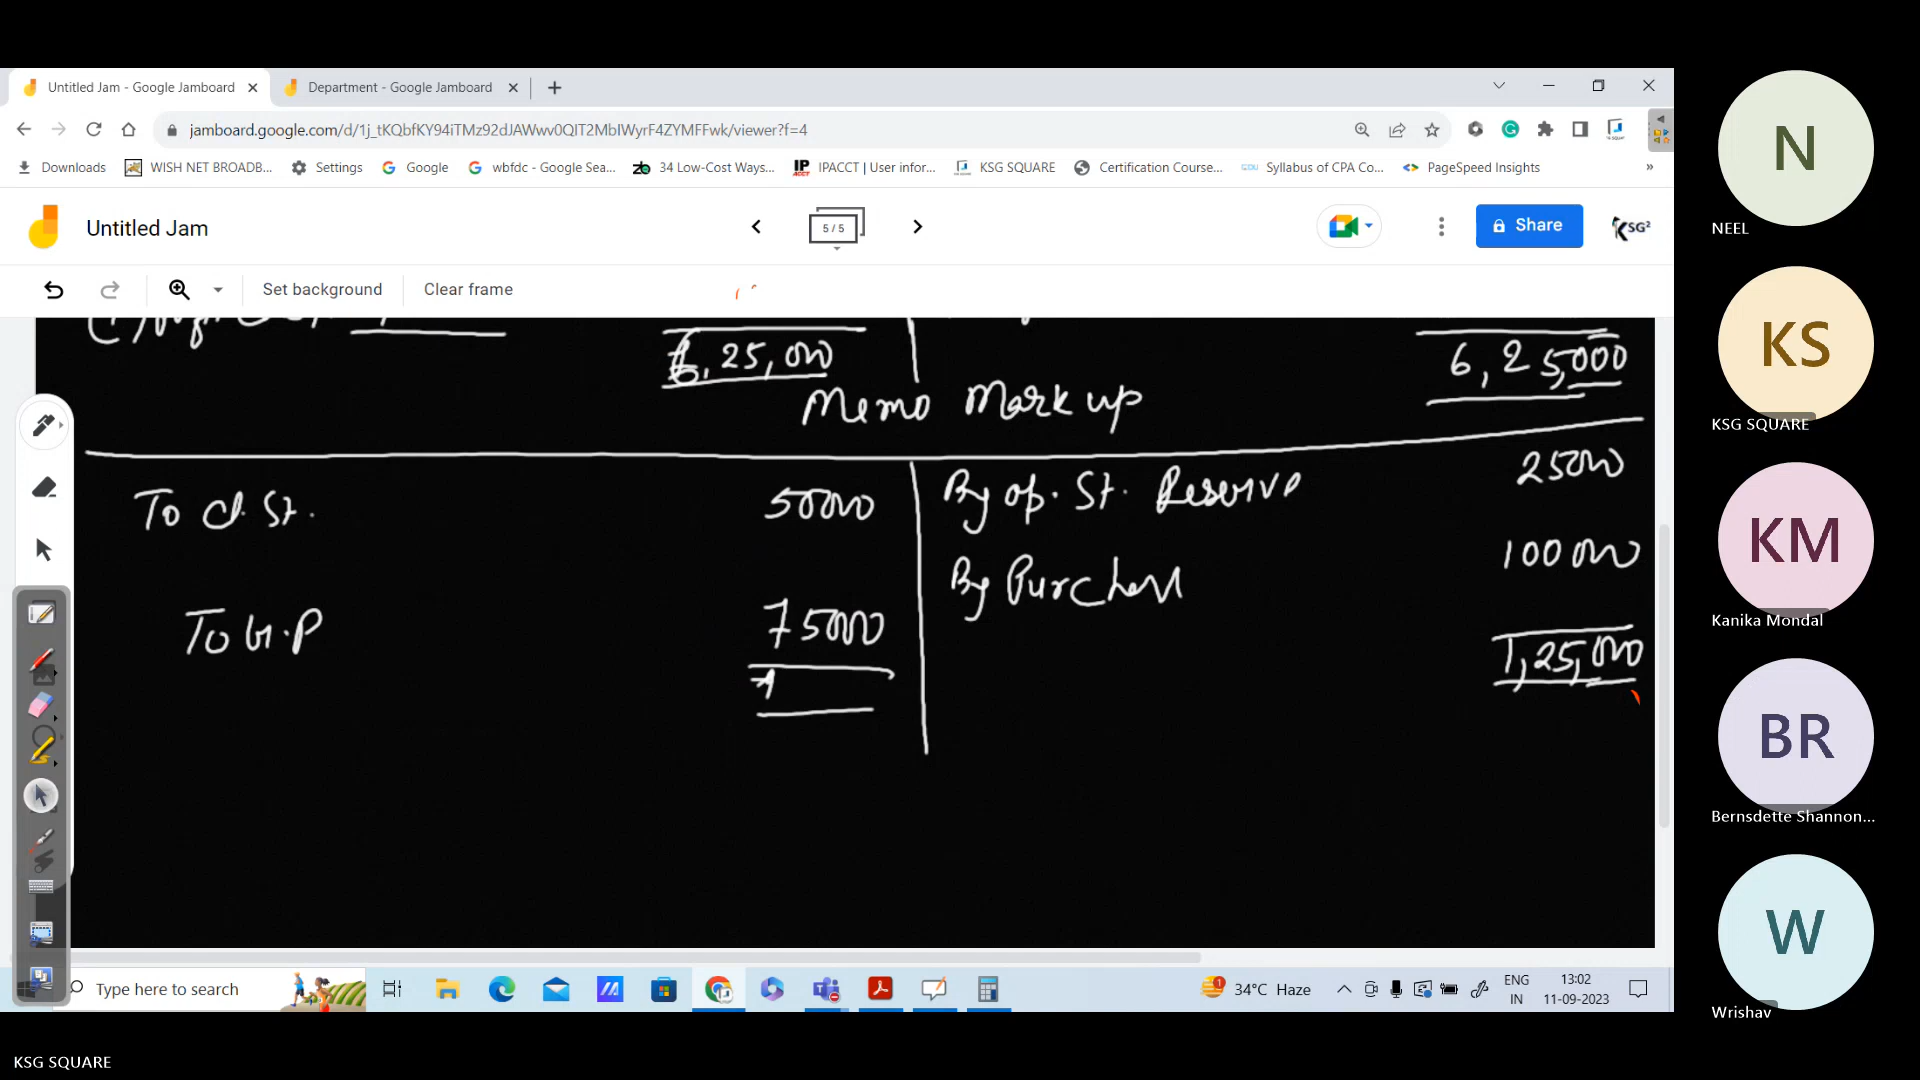 Untitled Jam - Google Jamboard
Department - Google Jamboard
jamboard.google.com/d/1j_tKQbfKY94iTMz92dJAWwv0QIT2MbIWyrF4ZYMFFwk/viewer?f=4
Downloads WISH NET BROADB... Settings Google wbfdc - Google Sea... 34 Low-Cost Ways... IPACCT | User infor... KSG SQUARE Certification Course... Syllabus of CPA Co... PageSpeed Insights »
Untitled Jam
5 / 5
Share
KSG²
Set background Clear frame
6,25,000
6,25,000
Memo Mark up
To cl. St. 50000
By op. St. Reserve 25000
By Purchase 100000
To G.P 75000
1,25,000
1
Type here to search
34°C Haze
ENG
IN
13:02
11-09-2023
N
NEEL
KS
KSG SQUARE
KM
Kanika Mondal
BR
Bernsdette Shannon...
W
Wrishav
KSG SQUARE